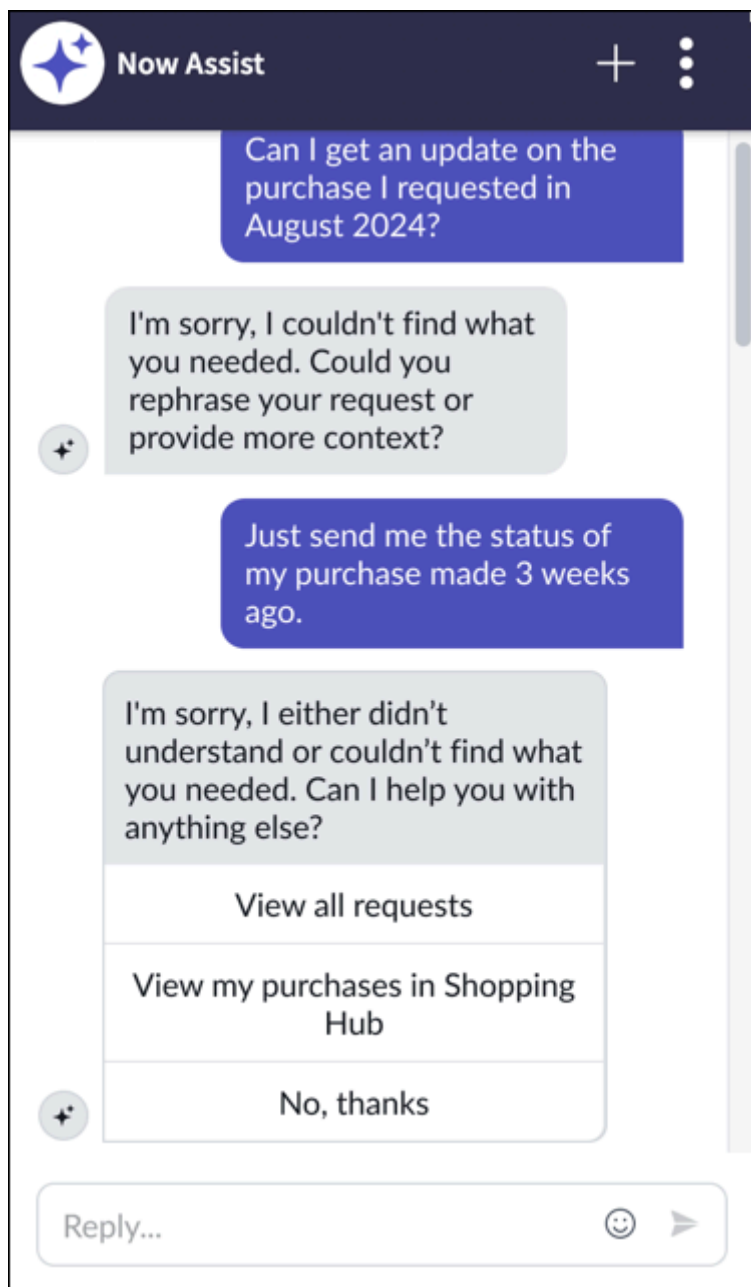 Now Assist
Can I get an update on the
purchase I requested in
August 2024?
I'm sorry, I couldn't find what
you needed. Could you
rephrase your request or
provide more context?
Just send me the status of
my purchase made 3 weeks
ago.
I'm sorry, I either didn’t
understand or couldn’t find what
you needed. Can I help you with
anything else?
View all requests
View my purchases in Shopping
Hub
No, thanks
Reply...